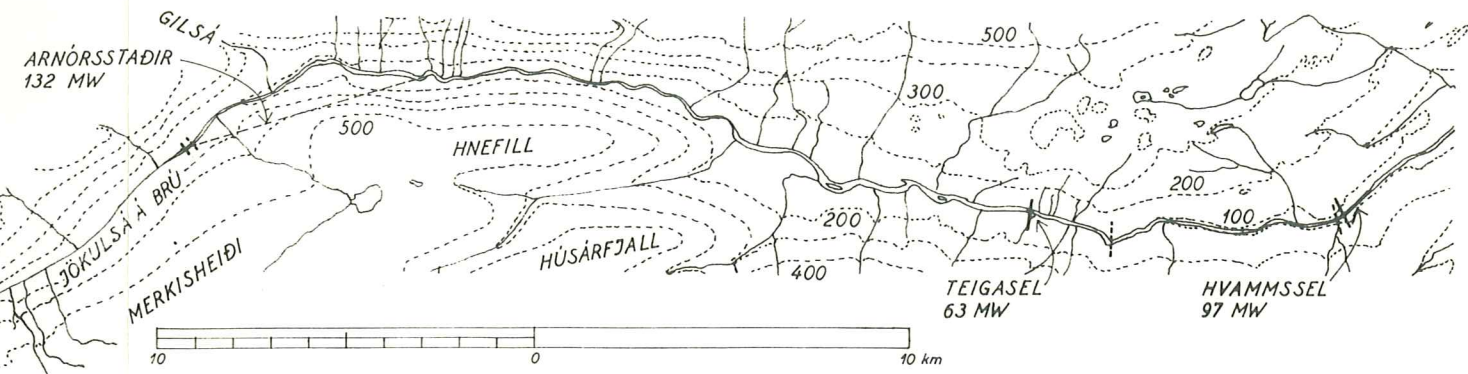 GILSÁ
ARNÓRSSTAÐIR
132 MW
500
300
500
HNEFILL
JÖKULSÁ Á BRÚ
200
100
200
HÚSÁRFJALL
MERKISHEIÐI
400
TEIGASEL
63 MW
HVAMMSSEL
97 MW
10 0 10 km